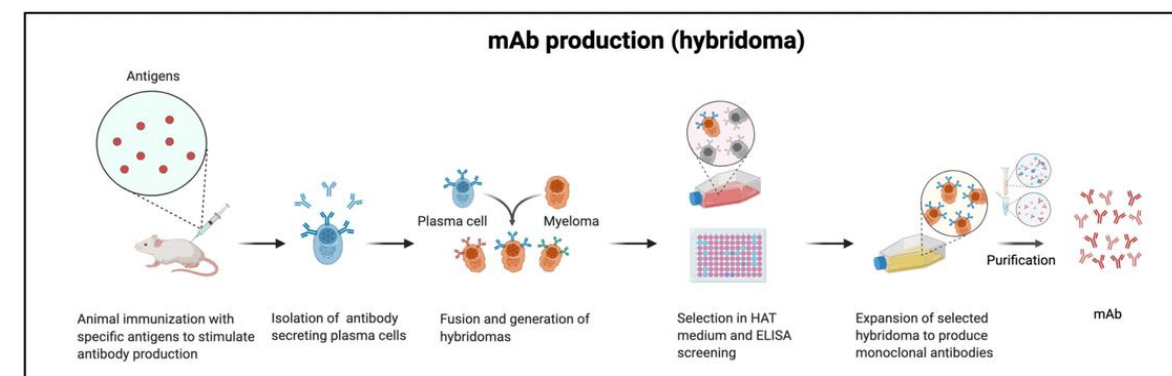 mAb production (hybridoma)
Antigens
Plasma cell
Myeloma
Purification
Animal immunization with
specific antigens to stimulate
antibody production
Isolation of antibody
secreting plasma cells
Fusion and generation of
hybridomas
Selection in HAT
medium and ELISA
screening
Expansion of selected
hybridoma to produce
monoclonal antibodies
mAb